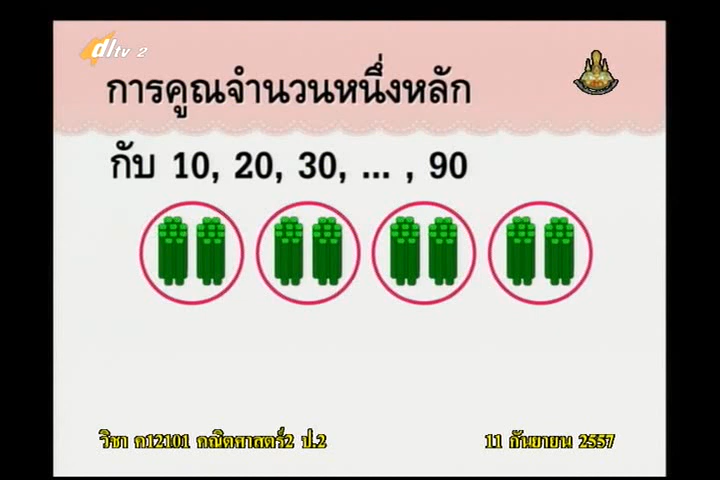 dltv 2
การคูณจำนวนหนึ่งหลัก
กับ 10, 20, 30, ... , 90
วิชา ค12101 คณิตศาสตร์2 ป.2
11 กันยายน 2557